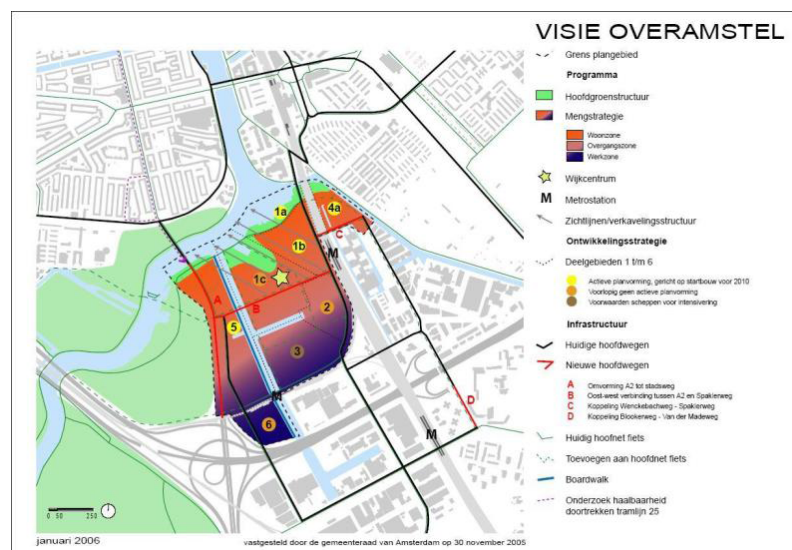 VISIE OVERAMSTEL
Grens plangebied
Programma
Hoofdgroenstructuur
Mengstrategie
Woonzone
Overgangszone
Werkzone
Wijkcentrum
M Metrostation
Zichtlijnen/verkavelingsstructuur
Ontwikkelingsstrategie
Deelgebieden 1 t/m 6
Actieve planvorming, gericht op startbouw voor 2010
Voorlopig geen actieve planvorming
Voorwaarden scheppen voor intensivering
Infrastructuur
Huidige hoofdwegen
Nieuwe hoofdwegen
A Omvorming A2 tot stadsweg
B Oost-west verbinding tussen A2 en Spaklerweg
C Koppeling Wenckebachweg - Spaklerweg
D Koppeling Blookerweg - Van der Madeweg
Huidig hoofnet fiets
Toevoegen aan hoofdnet fiets
Boardwalk
Onderzoek haalbaarheid
doortrekken tramlijn 25
1a
4a
C
1b
M
1c
A
B
2
5
3
M
D
6
M
0 50 250
januari 2006
vastgesteld door de gemeenteraad van Amsterdam op 30 november 2005